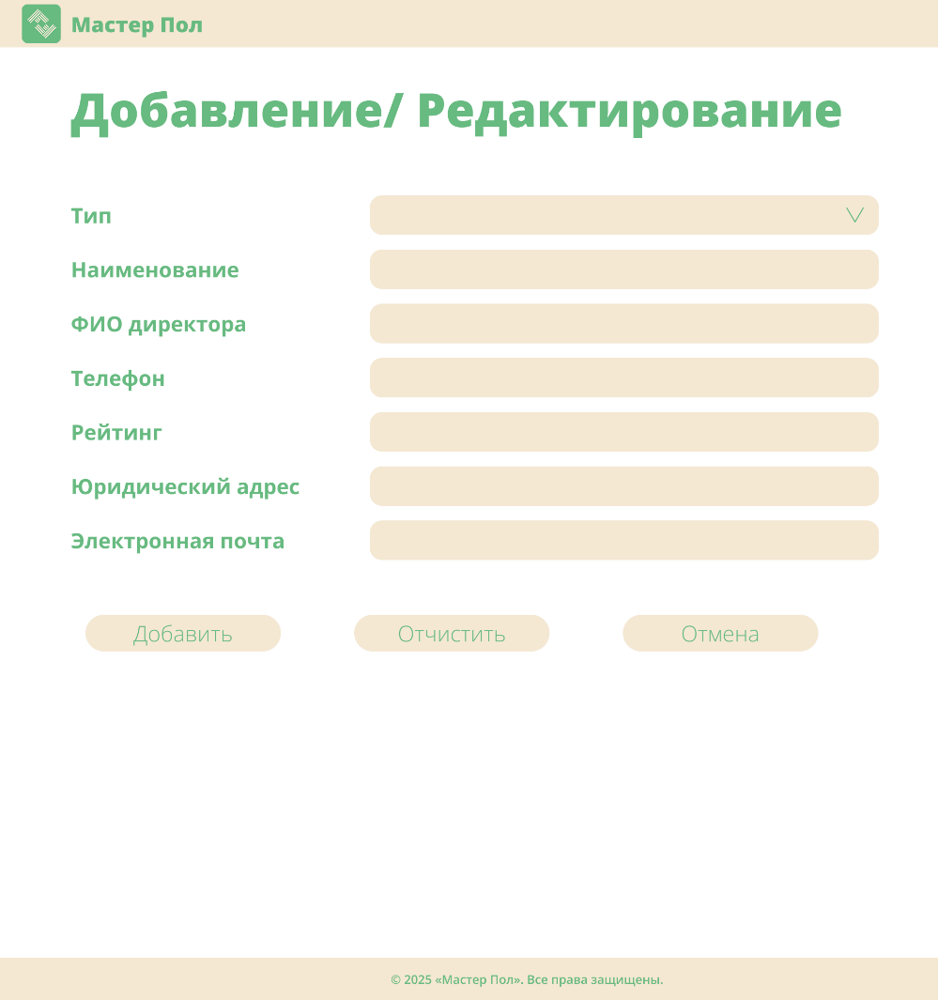 Мастер Пол
Добавление/ Редактирование
Тип
Наименование
ФИО директора
Телефон
Рейтинг
Юридический адрес
Электронная почта
Добавить
Отчистить
Отмена
© 2025 «Мастер Пол». Все права защищены.